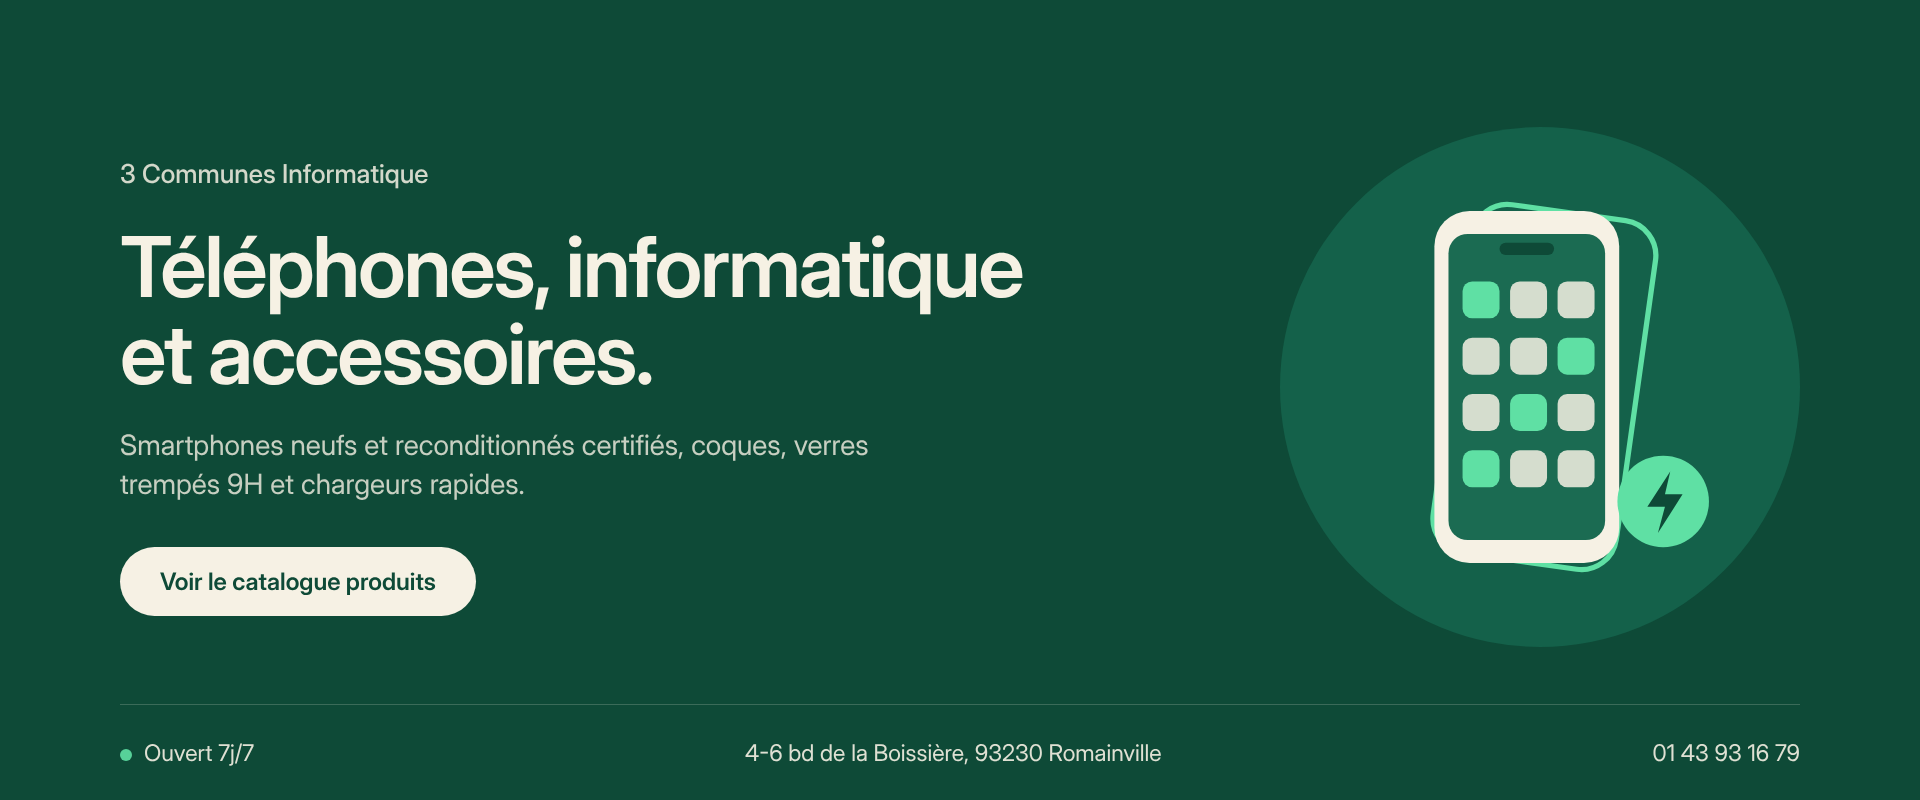 3 Communes Informatique
Téléphones, informatique
et accessoires.
Smartphones neufs et reconditionnés certifiés, coques, verres
trempés 9H et chargeurs rapides.
Voir le catalogue produits
Ouvert 7j/7
4-6 bd de la Boissière, 93230 Romainville
01 43 93 16 79